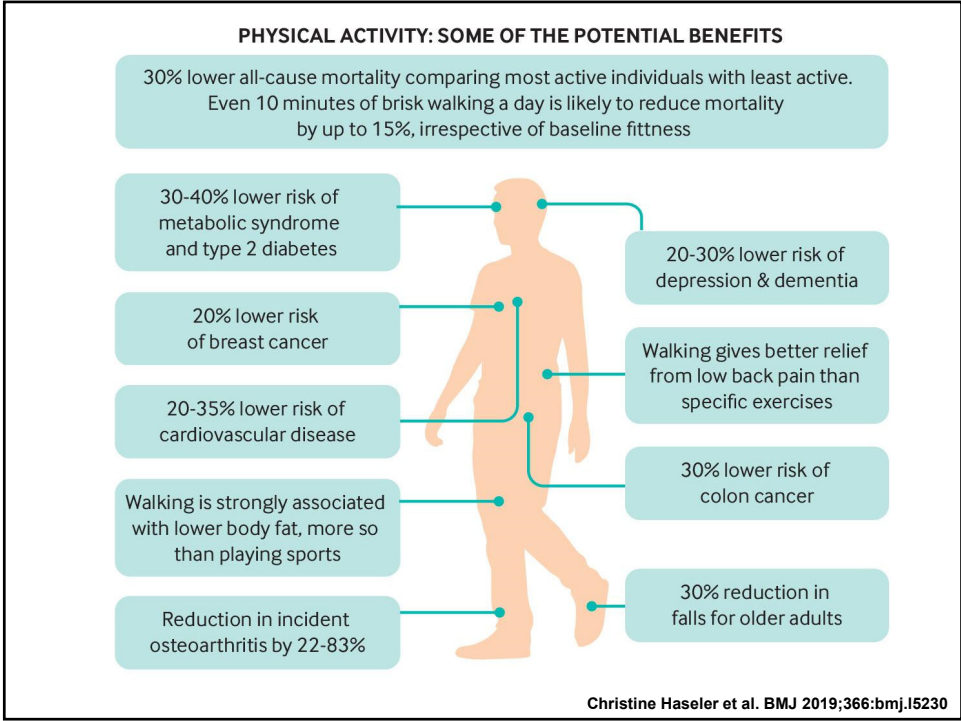 PHYSICAL ACTIVITY: SOME OF THE POTENTIAL BENEFITS
30% lower all-cause mortality comparing most active individuals with least active.
Even 10 minutes of brisk walking a day is likely to reduce mortality
by up to 15%, irrespective of baseline fittness
30-40% lower risk of
metabolic syndrome
and type 2 diabetes
20% lower risk
of breast cancer
20-35% lower risk of
cardiovascular disease
Walking is strongly associated
with lower body fat, more so
than playing sports
Reduction in incident
osteoarthritis by 22-83%
20-30% lower risk of
depression & dementia
Walking gives better relief
from low back pain than
specific exercises
30% lower risk of
colon cancer
30% reduction in
falls for older adults
Christine Haseler et al. BMJ 2019;366:bmj.l5230